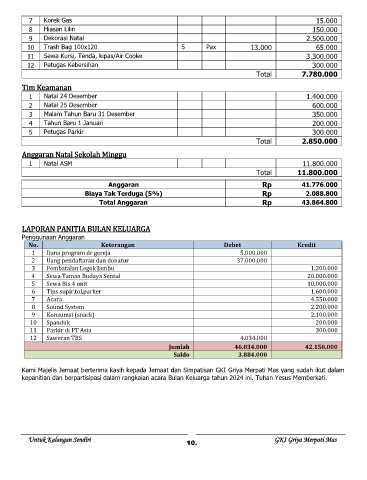 7 Korek Gas 15.000
8 Hiasan Lilin 150.000
9 Dekorasi Natal 2.500.000
10 Trash Bag 100x120 5 Pax 13.000 65.000
11 Sewa Kursi, Tenda, kipas/Air Cooler 3.300.000
12 Petugas Kebersihan 300.000
Total 7.780.000
Tim Keamanan
1 Natal 24 Desember 1.400.000
2 Natal 25 Desember 600.000
3 Malam Tahun Baru 31 Desember 350.000
4 Tahun Baru 1 Januari 200.000
5 Petugas Parkir 300.000
Total 2.850.000
Anggaran Natal Sekolah Minggu
1 Natal ASM 11.800.000
Total 11.800.000
Anggaran Rp 41.776.000
Biaya Tak Terduga (5%) Rp 2.088.800
Total Anggaran Rp 43.864.800
LAPORAN PANITIA BULAN KELUARGA
Penggunaan Anggaran
No. Keterangan Debet Kredit
1 Dana program dr gereja 5.000.000
2 Uang pendaftaran dan donatur 37.000.000
3 Pembatalan Legok Jambu 1.200.000
4 Sewa Taman Budaya Sentul 20.000.000
5 Sewa Bis 4 unit 10.000.000
6 Tips supir,tol,parker 1.600.000
7 Acara 4.550.000
8 Sound System 2.200.000
9 Konsumsi (snack) 2.100.000
10 Spanduk 200.000
11 Parkir di PT Asia 300.000
12 Saweran TBS 4.034.000
Jumlah 46.034.000 42.150.000
Saldo 3.884.000
Kami Majelis Jemaat berterima kasih kepada Jemaat dan Simpatisan GKI Griya Merpati Mas yang sudah ikut dalam
kepanitian dan berpartisipasi dalam rangkaian acara Bulan Keluarga tahun 2024 ini. Tuhan Yesus Memberkati.
Untuk Kalangan Sendiri GKI Griya Merpati Mas
10.